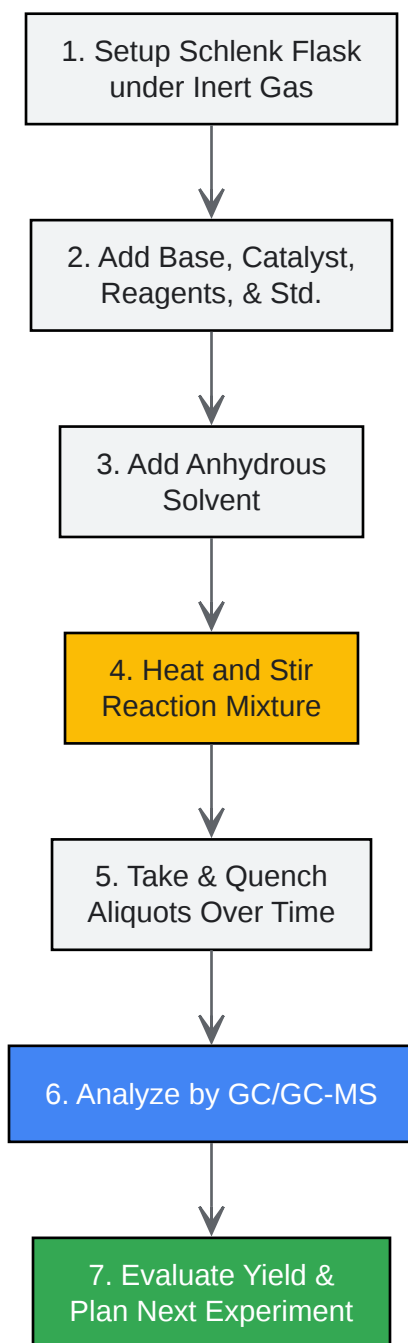 1. Setup Schlenk Flask
under Inert Gas
2. Add Base, Catalyst,
Reagents, & Std.
3. Add Anhydrous
Solvent
4. Heat and Stir
Reaction Mixture
5. Take & Quench
Aliquots Over Time
6. Analyze by GC/GC-MS
7. Evaluate Yield &
Plan Next Experiment